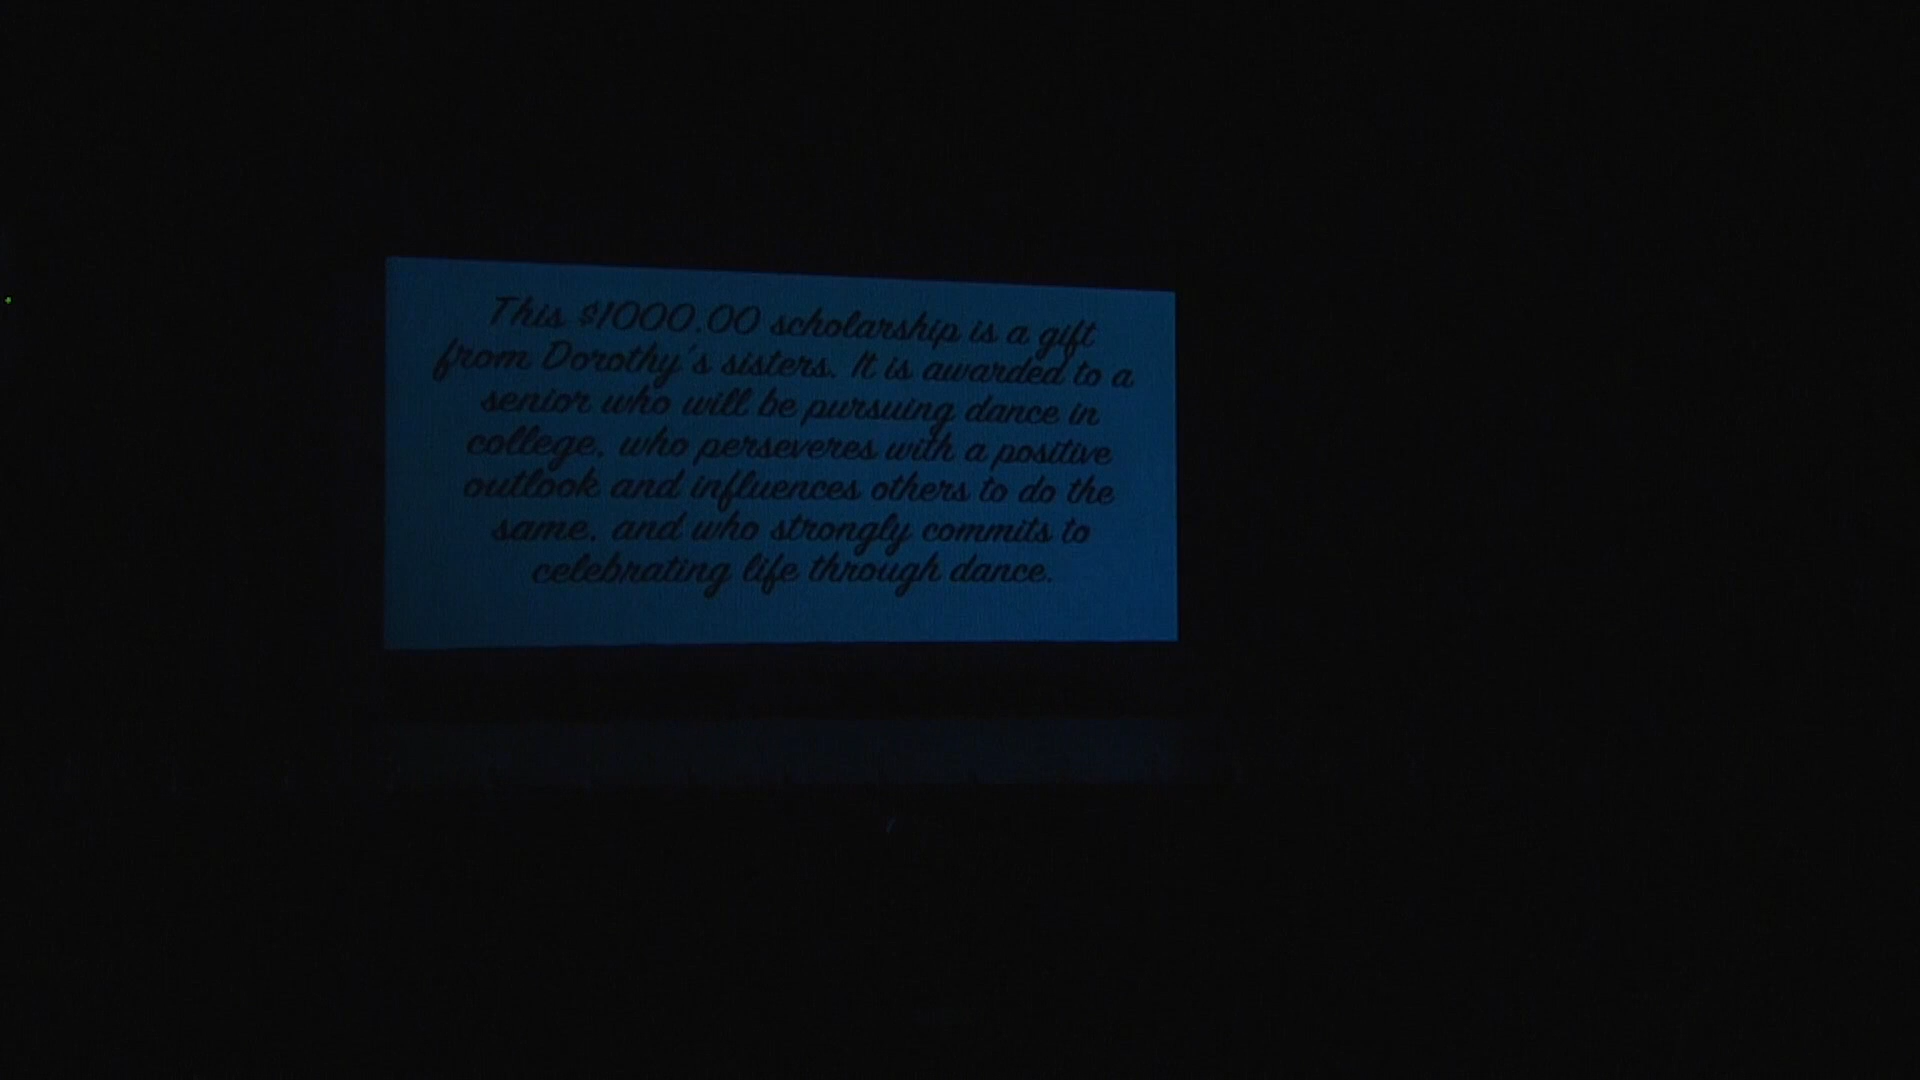 This $1000.00 scholarship is a gift
from Dorothy's sisters. It is awarded to a
senior who will be pursuing dance in
college, who perseveres with a positive
outlook and influences others to do the
same, and who strongly commits to
celebrating life through dance.